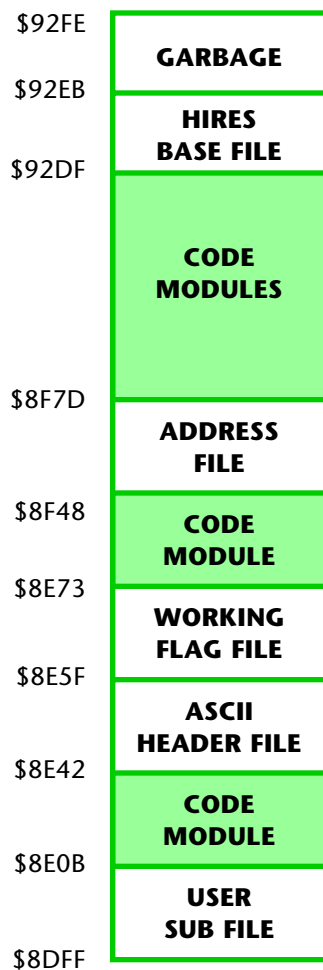 $92FE
GARBAGE
$92EB
HIRES
BASE FILE
$92DF
CODE
MODULES
$8F7D
ADDRESS
FILE
$8F48
CODE
MODULE
$8E73
WORKING
FLAG FILE
$8E5F
ASCII
HEADER FILE
$8E42
CODE
MODULE
$8E0B
USER
SUB FILE
$8DFF